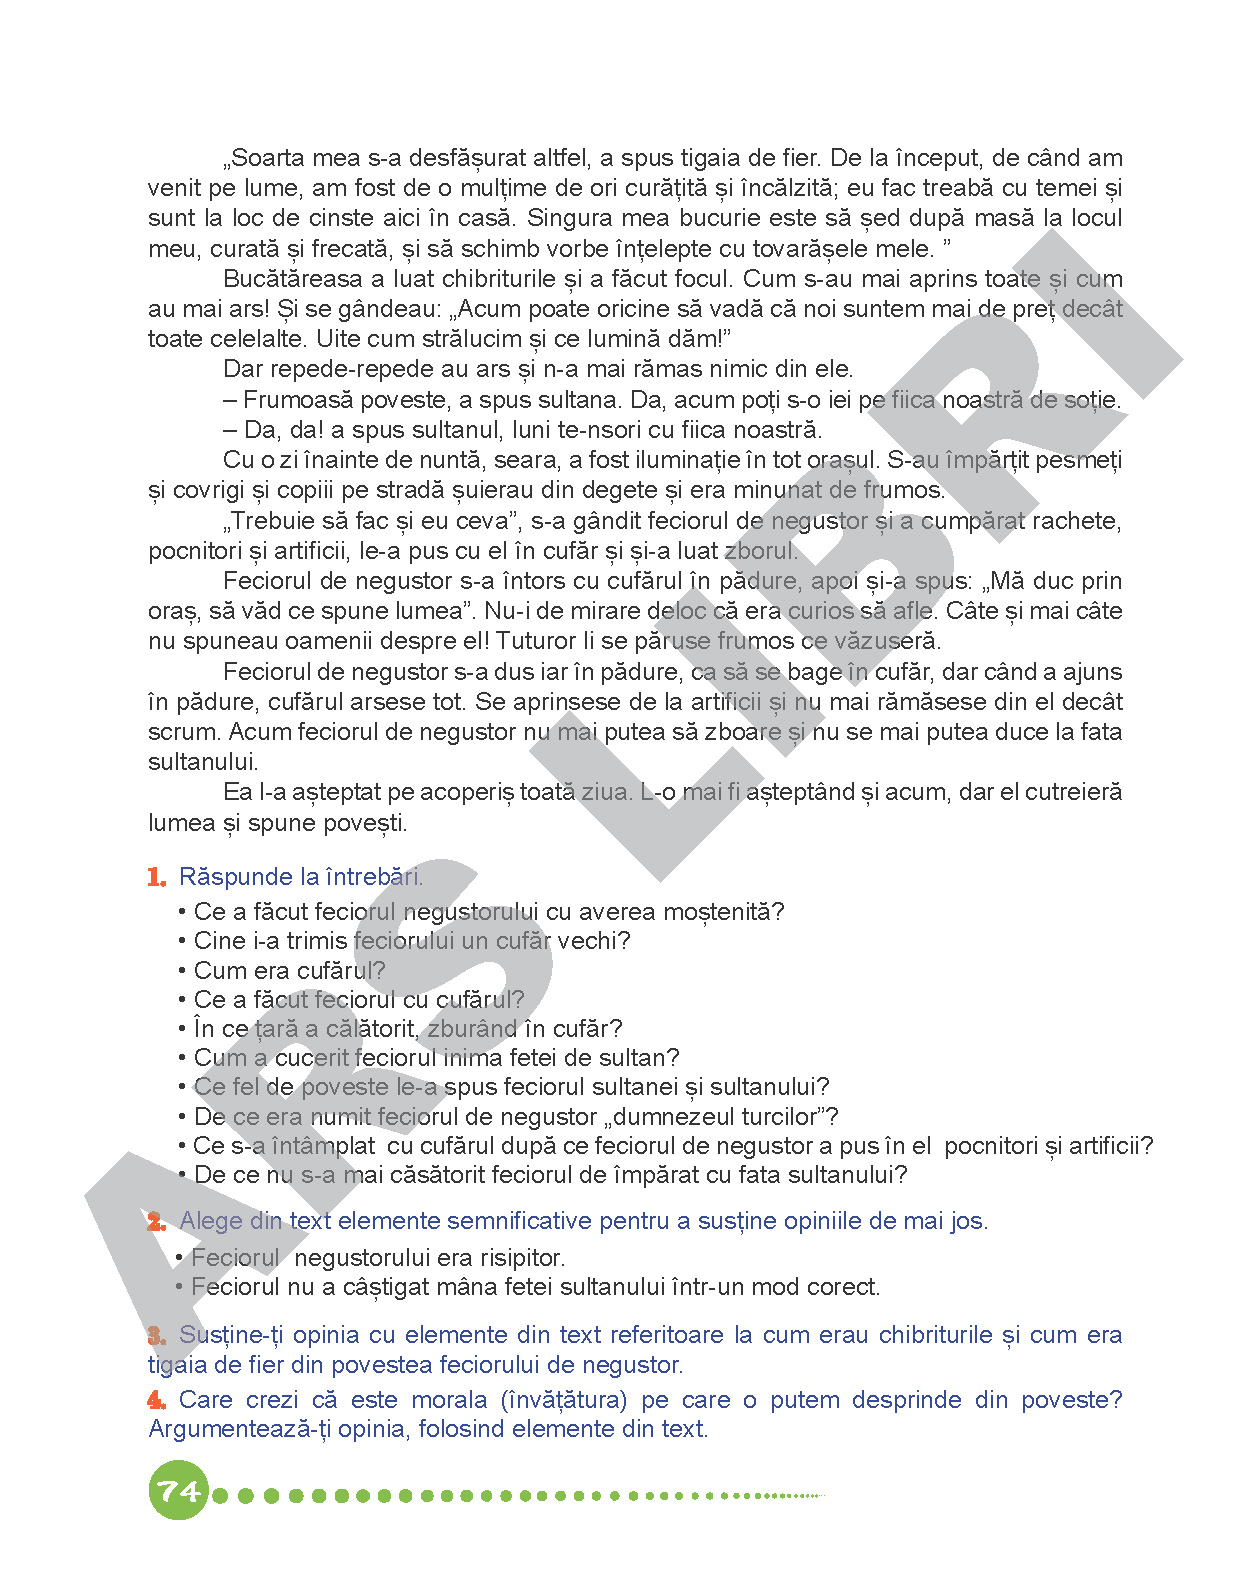 „Soarta mea s-a desfășurat altfel, a spus tigaia de fier. De la început, de când am
venit pe lume, am fost de o mulțime de ori curățită și încălzită; eu fac treabă cu temei și
sunt la loc de cinste aici în casă. Singura mea bucurie este să șed după masă la locul
meu, curată și frecată, și să schimb vorbe înțelepte cu tovarășele mele. ”
Bucătăreasa a luat chibriturile și a făcut focul. Cum s-au mai aprins toate și cum
au mai ars! Și se gândeau: „Acum poate oricine să vadă că noi suntem mai de preț decât
toate celelalte. Uite cum strălucim și ce lumină dăm!”
Dar repede-repede au ars și n-a mai rămas nimic din ele.
– Frumoasă poveste, a spus sultana. Da, acum poți s-o iei pe fiica noastră de soție.
– Da, da! a spus sultanul, luni te-nsori cu fiica noastră.
Cu o zi înainte de nuntă, seara, a fost iluminație în tot orașul. S-au împărțit pesmeți
și covrigi și copiii pe stradă șuierau din degete și era minunat de frumos.
„Trebuie să fac și eu ceva”, s-a gândit feciorul de negustor și a cumpărat rachete,
pocnitori și artificii, le-a pus cu el în cufăr și și-a luat zborul.
Feciorul de negustor s-a întors cu cufărul în pădure, apoi și-a spus: „Mă duc prin
oraș, să văd ce spune lumea”. Nu-i de mirare deloc că era curios să afle. Câte și mai câte
nu spuneau oamenii despre el! Tuturor li se păruse frumos ce văzuseră.
Feciorul de negustor s-a dus iar în pădure, ca să se bage în cufăr, dar când a ajuns
în pădure, cufărul arsese tot. Se aprinsese de la artificii și nu mai rămăsese din el decât
scrum. Acum feciorul de negustor nu mai putea să zboare și nu se mai putea duce la fata
sultanului.
Ea l-a așteptat pe acoperiș toată ziua. L-o mai fi așteptând și acum, dar el cutreieră
lumea și spune povești.
1. Răspunde la întrebări.
• Ce a făcut feciorul negustorului cu averea moștenită?
• Cine i-a trimis feciorului un cufăr vechi?
• Cum era cufărul?
• Ce a făcut feciorul cu cufărul?
• În ce țară a călătorit, zburând în cufăr?
• Cum a cucerit feciorul inima fetei de sultan?
• Ce fel de poveste le-a spus feciorul sultanei și sultanului?
• De ce era numit feciorul de negustor „dumnezeul turcilor”?
• Ce s-a întâmplat cu cufărul după ce feciorul de negustor a pus în el pocnitori și artificii?
• De ce nu s-a mai căsătorit feciorul de împărat cu fata sultanului?
2. Alege din text elemente semnificative pentru a susține opiniile de mai jos.
• Feciorul negustorului era risipitor.
• Feciorul nu a câștigat mâna fetei sultanului într-un mod corect.
3. Susține-ți opinia cu elemente din text referitoare la cum erau chibriturile și cum era
tigaia de fier din povestea feciorului de negustor.
4. Care crezi că este morala (învățătura) pe care o putem desprinde din poveste?
Argumentează-ți opinia, folosind elemente din text.
74
ARS LIBRI